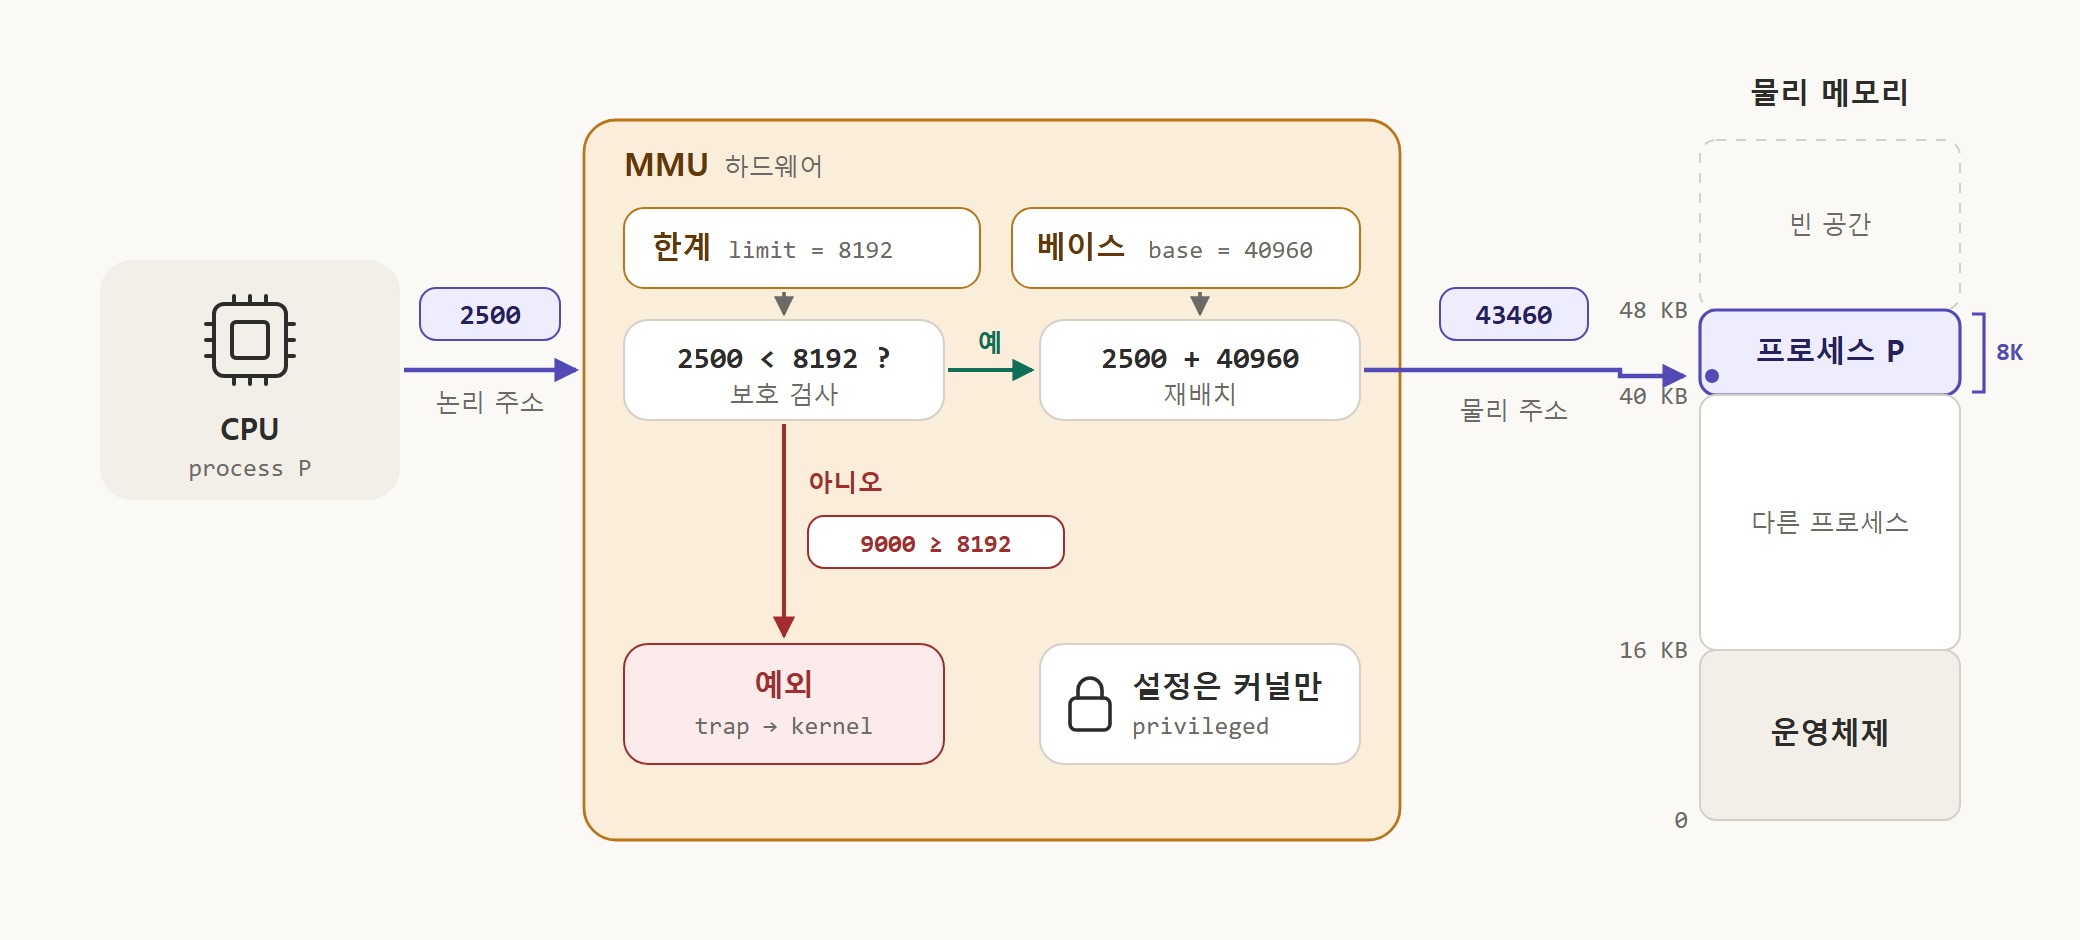 물리 메모리
MMU 하드웨어
한계 limit = 8192
베이스 base = 40960
빈 공간
2500
43460
48 KB
2500 < 8192 ?
보호 검사
예
2500 + 40960
재배치
프로세스 P
8K
논리 주소
물리 주소
40 KB
CPU
process P
아니오
9000 ≥ 8192
다른 프로세스
16 KB
예외
trap → kernel
설정은 커널만
privileged
운영체제
0